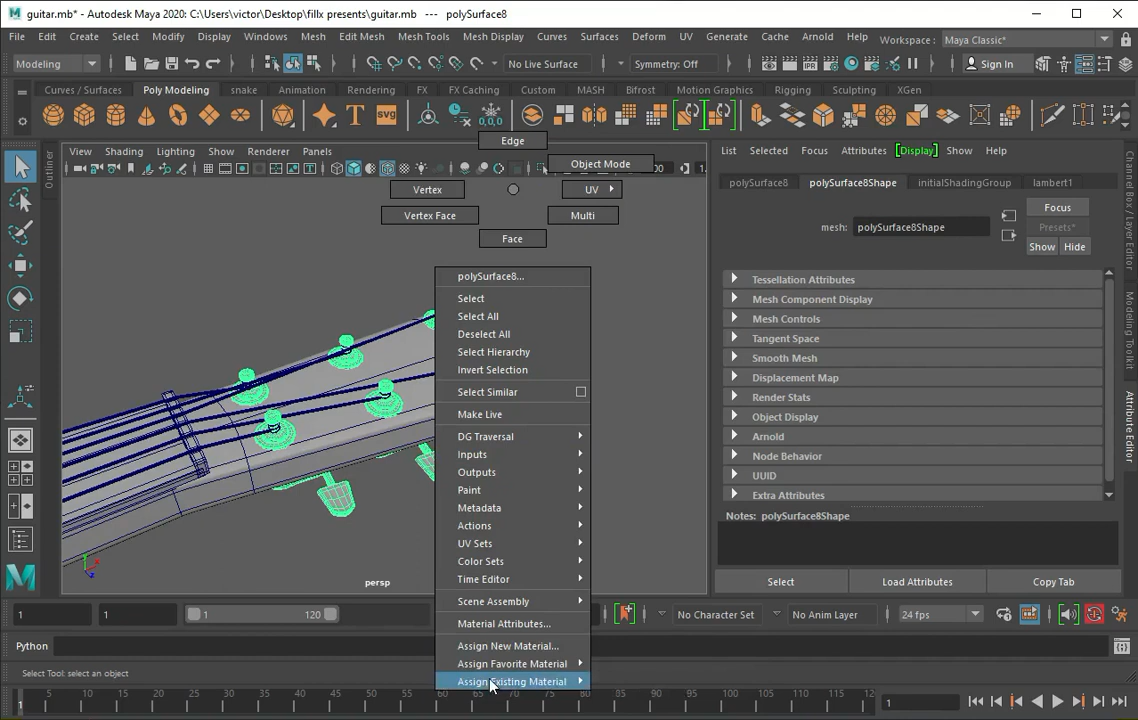 guitar.mb* - Autodesk Maya 2020: C:\Users\victor\Desktop\fillx presents\guitar.mb --- polySurface8
File Edit Create Select Modify Display Windows Mesh Edit Mesh Mesh Tools Mesh Display Curves Surfaces Deform UV Generate Cache Arnold Help Workspace : Maya Classic*
Modeling No Live Surface Symmetry: Off Sign In
Curves / Surfaces Poly Modeling snake Animation Rendering FX FX Caching Custom MASH Bifrost Motion Graphics Rigging Sculpting XGen
T SVG 0,0,0
View Shading Lighting Show Renderer Panels
Edge
Object Mode
Vertex UV
Vertex Face Multi
Face
polySurface8...
Select
Select All
Deselect All
Select Hierarchy
Invert Selection
Select Similar
Make Live
DG Traversal
Inputs
Outputs
Paint
Metadata
Actions
UV Sets
Color Sets
Time Editor
Scene Assembly
Material Attributes...
Assign New Material...
Assign Favorite Material
Assign Existing Material
persp
Outliner
List Selected Focus Attributes Display Show Help
polySurface8 polySurface8Shape initialShadingGroup lambert1
Focus
mesh: polySurface8Shape Presets*
Show Hide
Tessellation Attributes
Mesh Component Display
Mesh Controls
Tangent Space
Smooth Mesh
Displacement Map
Render Stats
Object Display
Arnold
Node Behavior
UUID
Extra Attributes
Notes: polySurface8Shape
Select Load Attributes Copy Tab
Channel Box / Layer Editor
Modeling Toolkit
Attribute Editor
1 1 1 120 No Character Set No Anim Layer 24 fps
Python
Select Tool: select an object
5 10 15 20 25 30 35 40 45 50 55 60 65 70 75 80 85 90 95 100 105 110 115 120
1 1